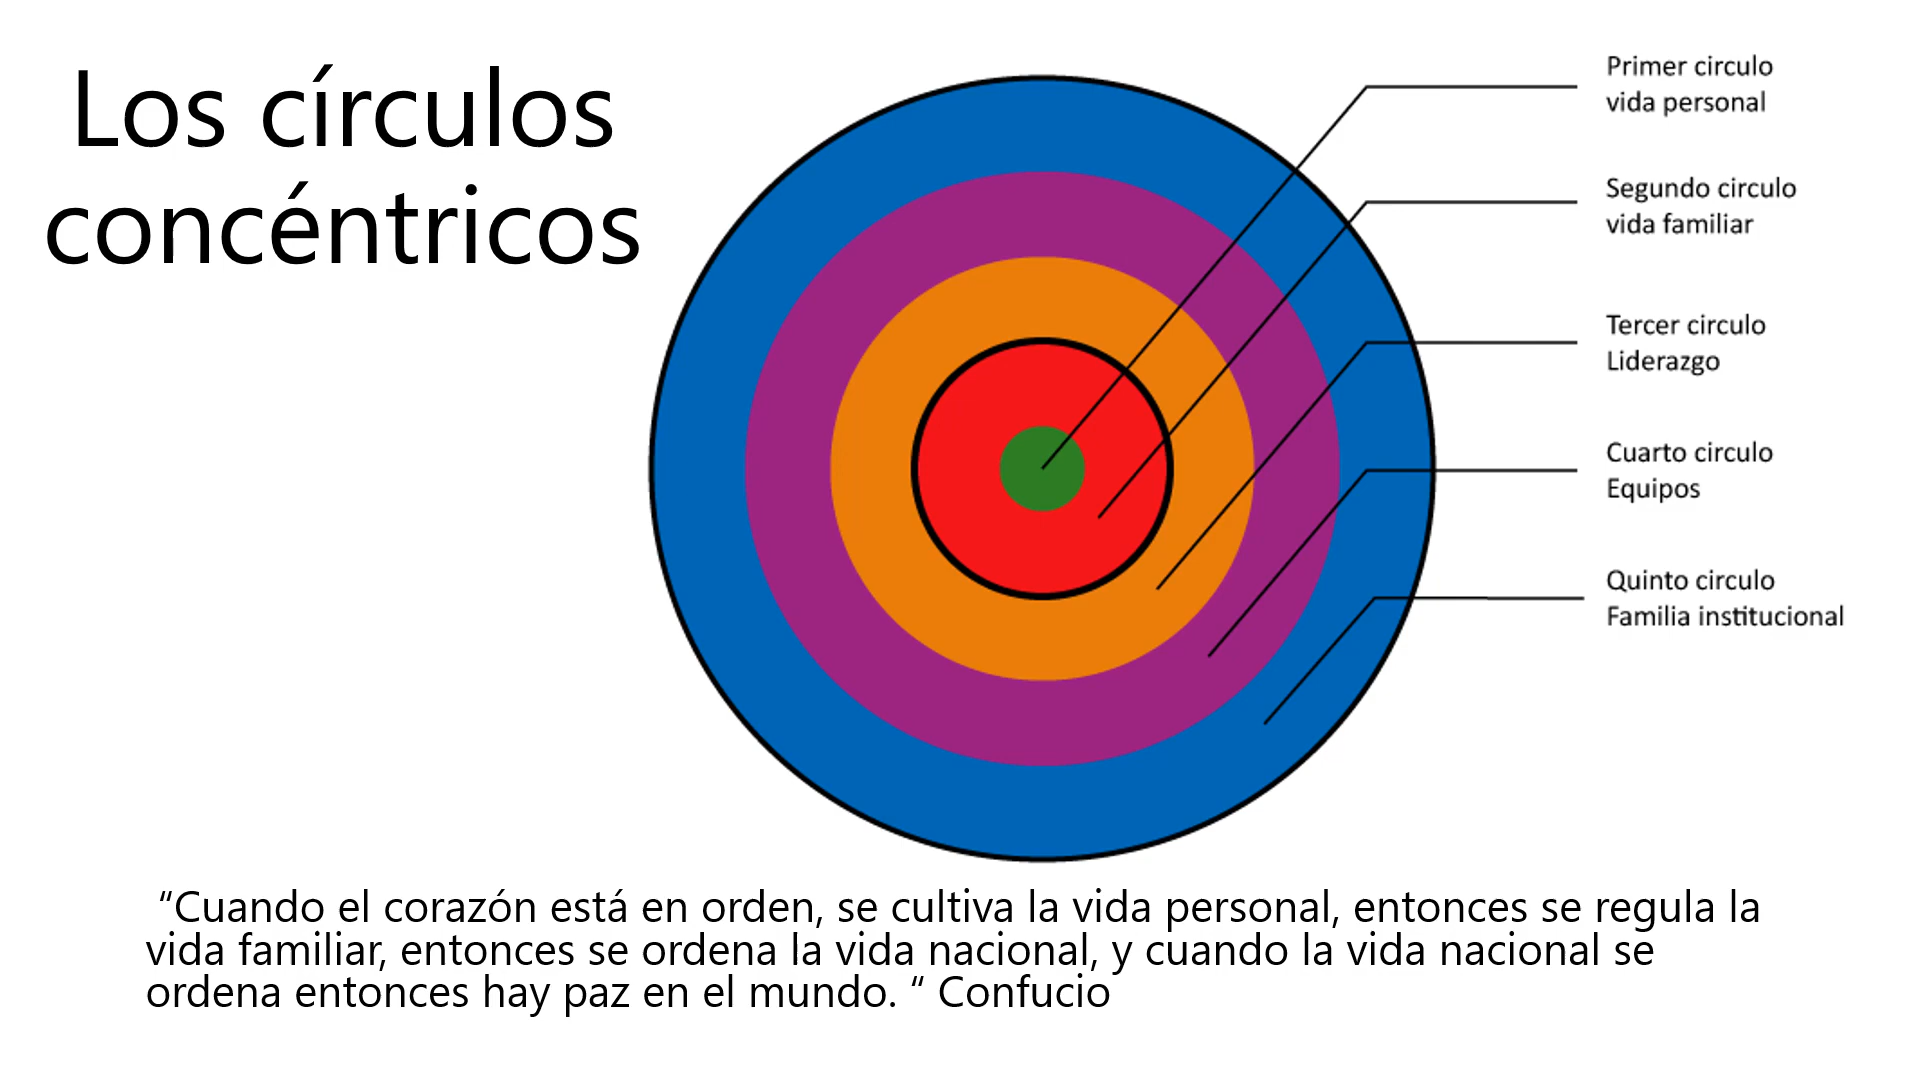 Los círculos
concéntricos
Primer circulo
vida personal
Segundo circulo
vida familiar
Tercer circulo
Liderazgo
Cuarto circulo
Equipos
Quinto circulo
Familia institucional
“Cuando el corazón está en orden, se cultiva la vida personal, entonces se regula la
vida familiar, entonces se ordena la vida nacional, y cuando la vida nacional se
ordena entonces hay paz en el mundo. “ Confucio